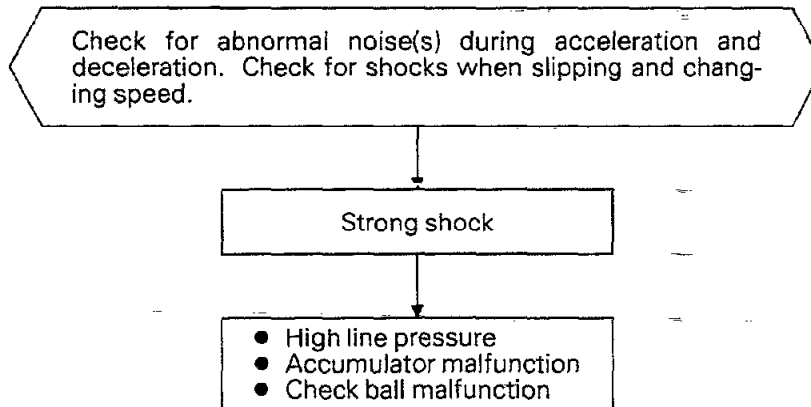 Check for abnormal noise(s) during acceleration and
deceleration. Check for shocks when slipping and chang-
ing speed.
Strong shock
● High line pressure
● Accumulator malfunction
● Check ball malfunction